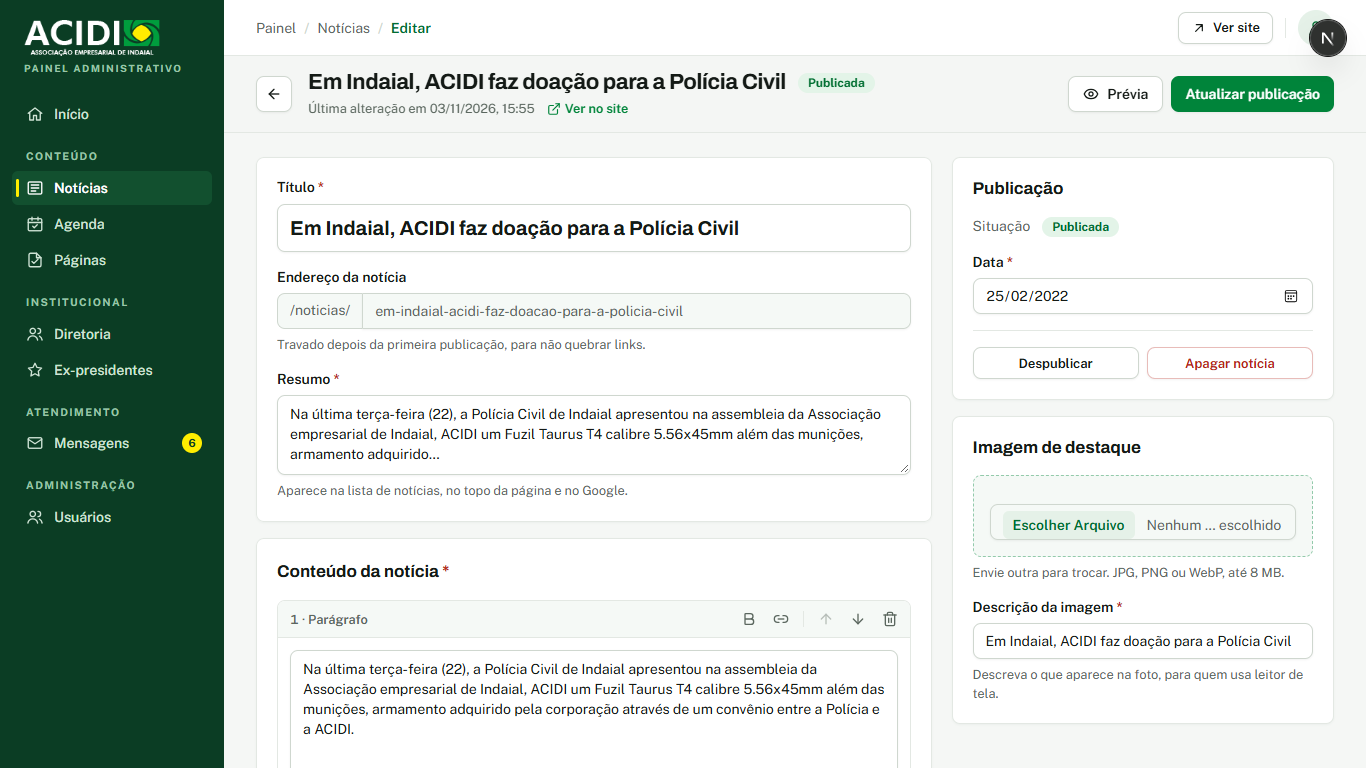 ACIDI
ASSOCIAÇÃO EMPRESARIAL DE INDAIAL
PAINEL ADMINISTRATIVO
Início
CONTEÚDO
Notícias
Agenda
Páginas
INSTITUCIONAL
Diretoria
Ex-presidentes
ATENDIMENTO
Mensagens 6
ADMINISTRAÇÃO
Usuários
Painel / Notícias / Editar
Ver site
N
Em Indaial, ACIDI faz doação para a Polícia Civil Publicada
Última alteração em 03/11/2026, 15:55 Ver no site
Prévia
Atualizar publicação
Título *
Em Indaial, ACIDI faz doação para a Polícia Civil
Endereço da notícia
/noticias/ em-indaial-acidi-faz-doacao-para-a-policia-civil
Travado depois da primeira publicação, para não quebrar links.
Resumo *
Na última terça-feira (22), a Polícia Civil de Indaial apresentou na assembleia da Associação
empresarial de Indaial, ACIDI um Fuzil Taurus T4 calibre 5.56x45mm além das munições,
armamento adquirido...
Aparece na lista de notícias, no topo da página e no Google.
Conteúdo da notícia *
1 · Parágrafo B
Na última terça-feira (22), a Polícia Civil de Indaial apresentou na assembleia da
Associação empresarial de Indaial, ACIDI um Fuzil Taurus T4 calibre 5.56x45mm além das
munições, armamento adquirido pela corporação através de um convênio entre a Polícia e
a ACIDI.
Publicação
Situação Publicada
Data *
25/02/2022
Despublicar
Apagar notícia
Imagem de destaque
Escolher Arquivo Nenhum ... escolhido
Envie outra para trocar. JPG, PNG ou WebP, até 8 MB.
Descrição da imagem *
Em Indaial, ACIDI faz doação para a Polícia Civil
Descreva o que aparece na foto, para quem usa leitor de
tela.